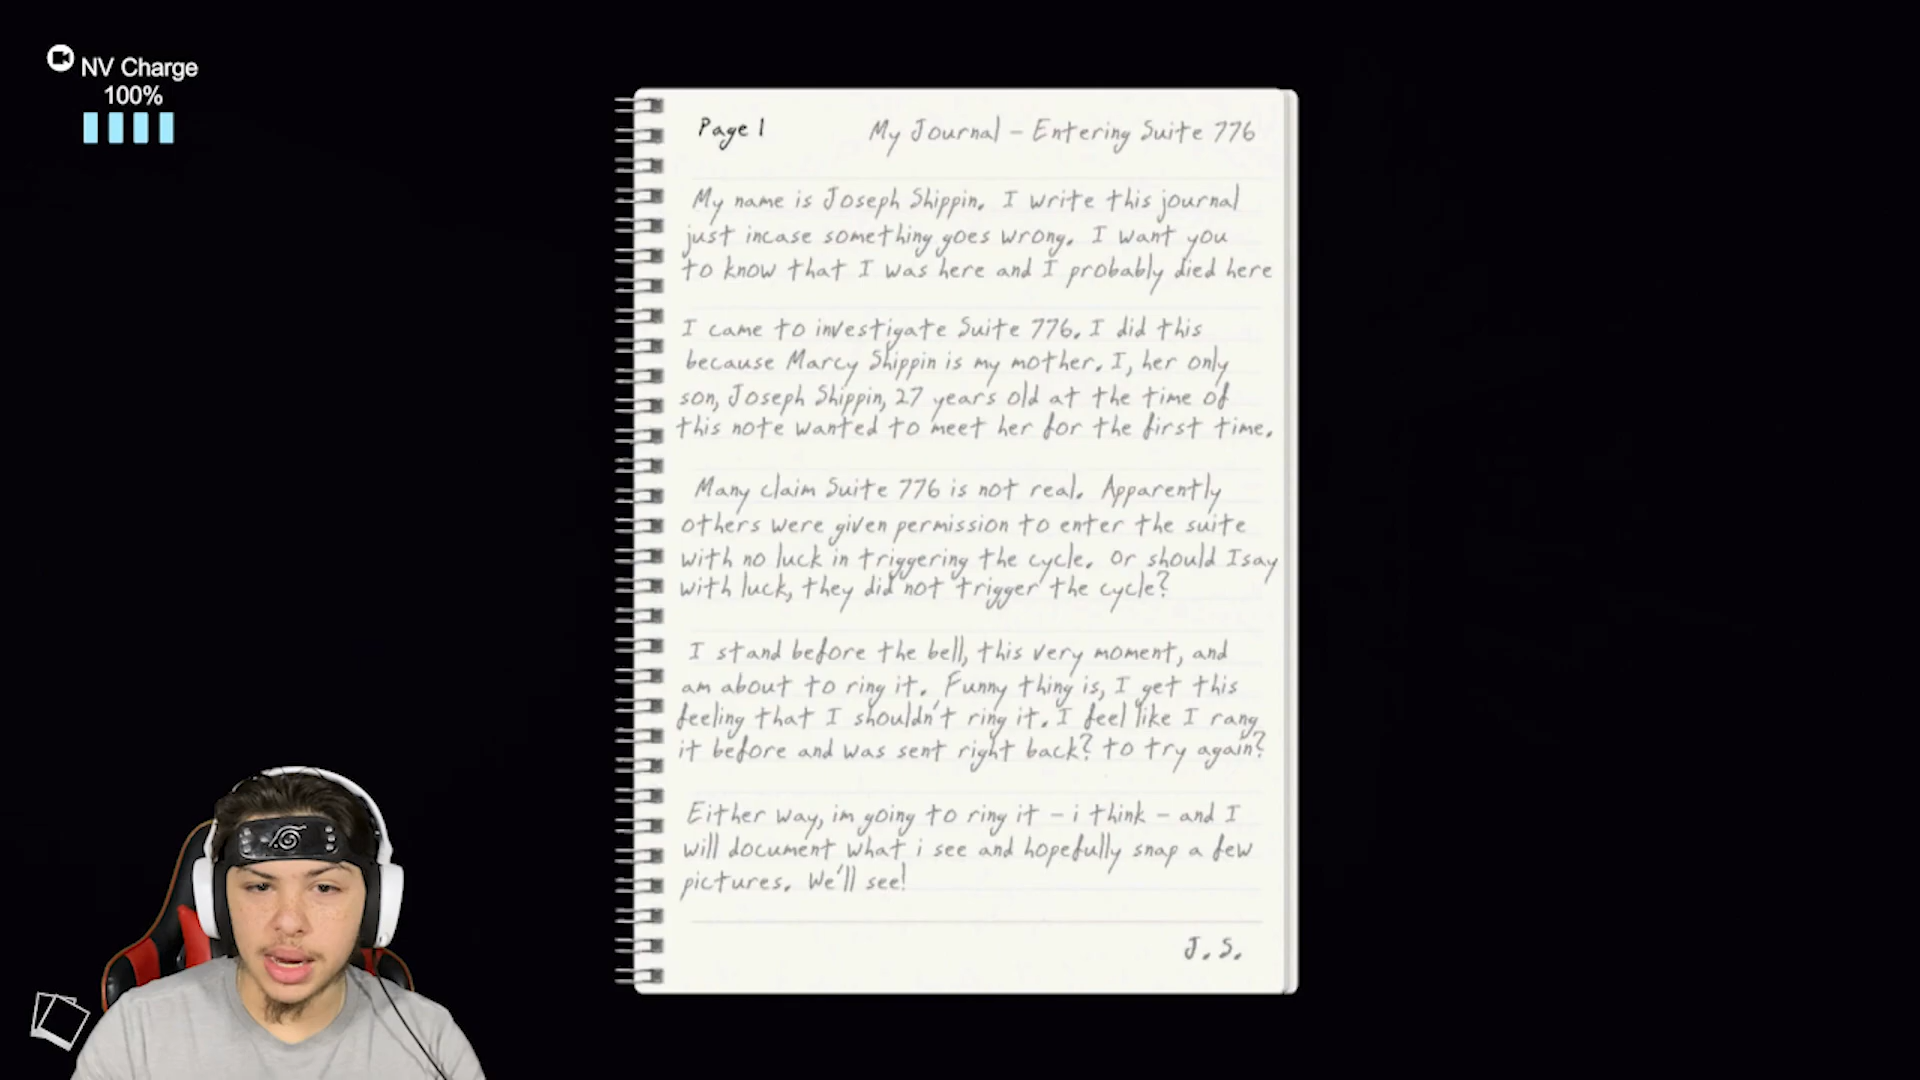 NV Charge
100%
Page 1
My Journal - Entering Suite 776
My name is Joseph Shippin. I write this journal
just incase something goes wrong. I want you
to know that I was here and I probably died here
I came to investigate Suite 776. I did this
because Marcy Shippin is my mother. I, her only
son, Joseph Shippin, 27 years old at the time of
this note wanted to meet her for the first time.
Many claim Suite 776 is not real. Apparently
others were given permission to enter the suite
with no luck in triggering the cycle. Or should I say
with luck, they did not trigger the cycle?
I stand before the bell, this very moment, and
am about to ring it. Funny thing is, I get this
feeling that I shouldn't ring it. I feel like I rang
it before and was sent right back? to try again?
Either way, im going to ring it - i think - and I
will document what i see and hopefully snap a few
pictures. We'll see!
J.S.